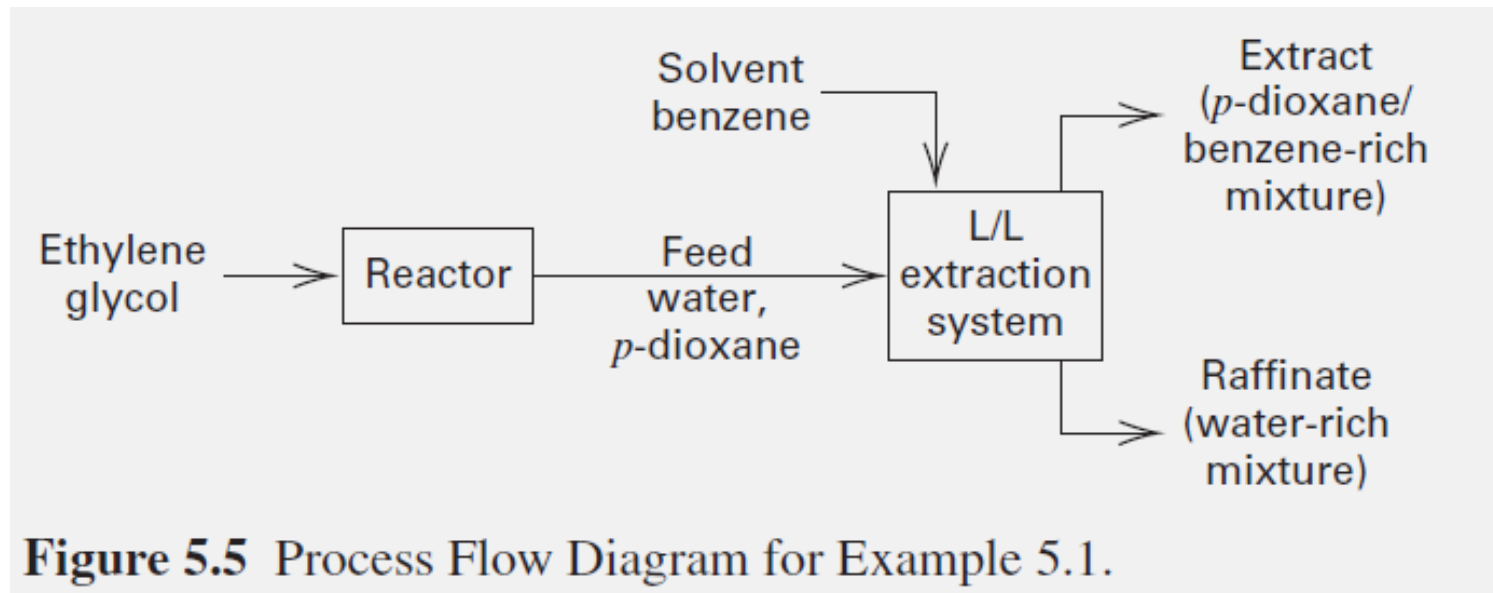 Solvent
benzene
Extract
(p-dioxane/
benzene-rich
mixture)
Ethylene
glycol
Reactor
Feed
water,
p-dioxane
L/L
extraction
system
Raffinate
(water-rich
mixture)
Figure 5.5 Process Flow Diagram for Example 5.1.